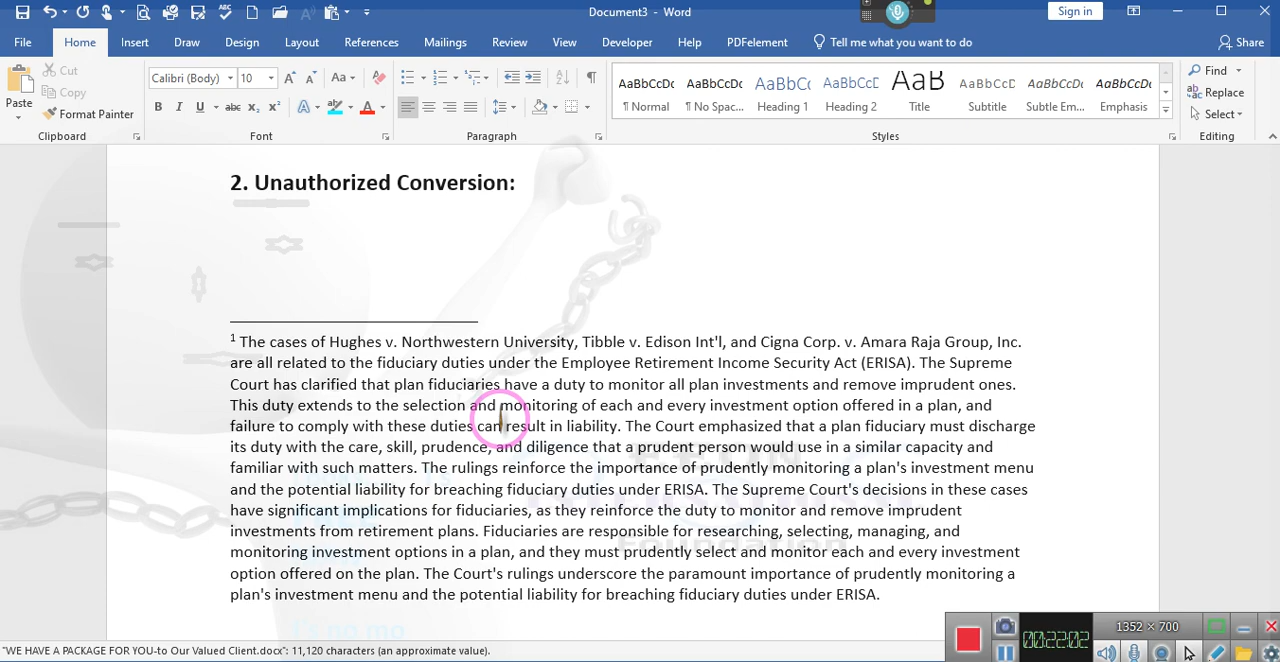 Document3 - Word
Sign in
File Home Insert Draw Design Layout References Mailings Review View Developer Help PDFelement Tell me what you want to do Share
Paste
Cut
Copy
Format Painter
Clipboard
Calibri (Body) 10
Font
Paragraph
AaBbCcDc AaBbCcDc AaBbCcD AaBbCcD AaB AaBbCcD AaBbCcDc AaBbCcDc
¶ Normal ¶ No Spac... Heading 1 Heading 2 Title Subtitle Subtle Em... Emphasis
Styles
Find
Replace
Select
Editing
2. Unauthorized Conversion:
1 The cases of Hughes v. Northwestern University, Tibble v. Edison Int'l, and Cigna Corp. v. Amara Raja Group, Inc.
are all related to the fiduciary duties under the Employee Retirement Income Security Act (ERISA). The Supreme
Court has clarified that plan fiduciaries have a duty to monitor all plan investments and remove imprudent ones.
This duty extends to the selection and monitoring of each and every investment option offered in a plan, and
failure to comply with these duties can result in liability. The Court emphasized that a plan fiduciary must discharge
its duty with the care, skill, prudence, and diligence that a prudent person would use in a similar capacity and
familiar with such matters. The rulings reinforce the importance of prudently monitoring a plan's investment menu
and the potential liability for breaching fiduciary duties under ERISA. The Supreme Court's decisions in these cases
have significant implications for fiduciaries, as they reinforce the duty to monitor and remove imprudent
investments from retirement plans. Fiduciaries are responsible for researching, selecting, managing, and
monitoring investment options in a plan, and they must prudently select and monitor each and every investment
option offered on the plan. The Court's rulings underscore the paramount importance of prudently monitoring a
plan's investment menu and the potential liability for breaching fiduciary duties under ERISA.
Foundation
"WE HAVE A PACKAGE FOR YOU-to Our Valued Client.docx": 11,120 characters (an approximate value).
1352 × 700
00:22:02